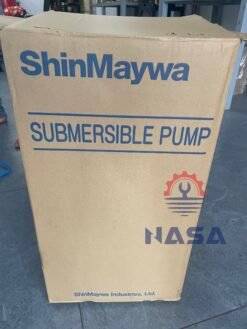 ShinMaywa
SUBMERSIBLE PUMP
NASA
ShinMaywa Industries, Ltd.